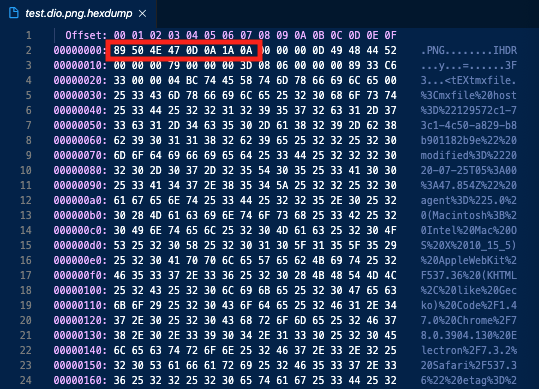 test.dio.png.hexdump ×
1 Offset: 00 01 02 03 04 05 06 07 08 09 0A 0B 0C 0D 0E 0F
2 00000000: 89 50 4E 47 0D 0A 1A 0A 00 00 00 0D 49 48 44 52 .PNG........IHDR
3 00000010: 00 00 00 79 00 00 00 3D 08 06 00 00 00 89 33 C6 ...y...=......3F
4 00000020: 33 00 00 04 BC 74 45 58 74 6D 78 66 69 6C 65 00 3...<tEXtmxfile.
5 00000030: 25 33 43 6D 78 66 69 6C 65 25 32 30 68 6F 73 74 %3Cmxfile%20host
6 00000040: 25 33 44 25 32 32 31 32 39 35 37 32 63 31 2D 37 %3D%22129572c1-7
7 00000050: 33 63 31 2D 34 63 35 30 2D 61 38 32 39 2D 62 38 3c1-4c50-a829-b8
8 00000060: 62 39 30 31 31 38 32 62 39 65 25 32 32 25 32 30 b901182b9e%22%20
9 00000070: 6D 6F 64 69 66 69 65 64 25 33 44 25 32 32 32 30 modified%3D%2220
10 00000080: 32 30 2D 30 37 2D 32 35 54 30 35 25 33 41 30 30 20-07-25T05%3A00
11 00000090: 25 33 41 34 37 2E 38 35 34 5A 25 32 32 25 32 30 %3A47.854Z%22%20
12 000000a0: 61 67 65 6E 74 25 33 44 25 32 32 35 2E 30 25 32 agent%3D%225.0%2
13 000000b0: 30 28 4D 61 63 69 6E 74 6F 73 68 25 33 42 25 32 0(Macintosh%3B%2
14 000000c0: 30 49 6E 74 65 6C 25 32 30 4D 61 63 25 32 30 4F 0Intel%20Mac%20O
15 000000d0: 53 25 32 30 58 25 32 30 31 30 5F 31 35 5F 35 29 S%20X%2010_15_5)
16 000000e0: 25 32 30 41 70 70 6C 65 57 65 62 4B 69 74 25 32 %20AppleWebKit%2
17 000000f0: 46 35 33 37 2E 33 36 25 32 30 28 4B 48 54 4D 4C F537.36%20(KHTML
18 00000100: 25 32 43 25 32 30 6C 69 6B 65 25 32 30 47 65 63 %2C%20like%20Gec
19 00000110: 6B 6F 29 25 32 30 43 6F 64 65 25 32 46 31 2E 34 ko)%20Code%2F1.4
20 00000120: 37 2E 30 25 32 30 43 68 72 6F 6D 65 25 32 46 37 7.0%20Chrome%2F7
21 00000130: 38 2E 30 2E 33 39 30 34 2E 31 33 30 25 32 30 45 8.0.3904.130%20E
22 00000140: 6C 65 63 74 72 6F 6E 25 32 46 37 2E 33 2E 32 25 lectron%2F7.3.2%
23 00000150: 32 30 53 61 66 61 72 69 25 32 46 35 33 37 2E 33 20Safari%2F537.3
24 00000160: 36 25 32 32 25 32 30 65 74 61 67 25 33 44 25 32 6%22%20etag%3D%2